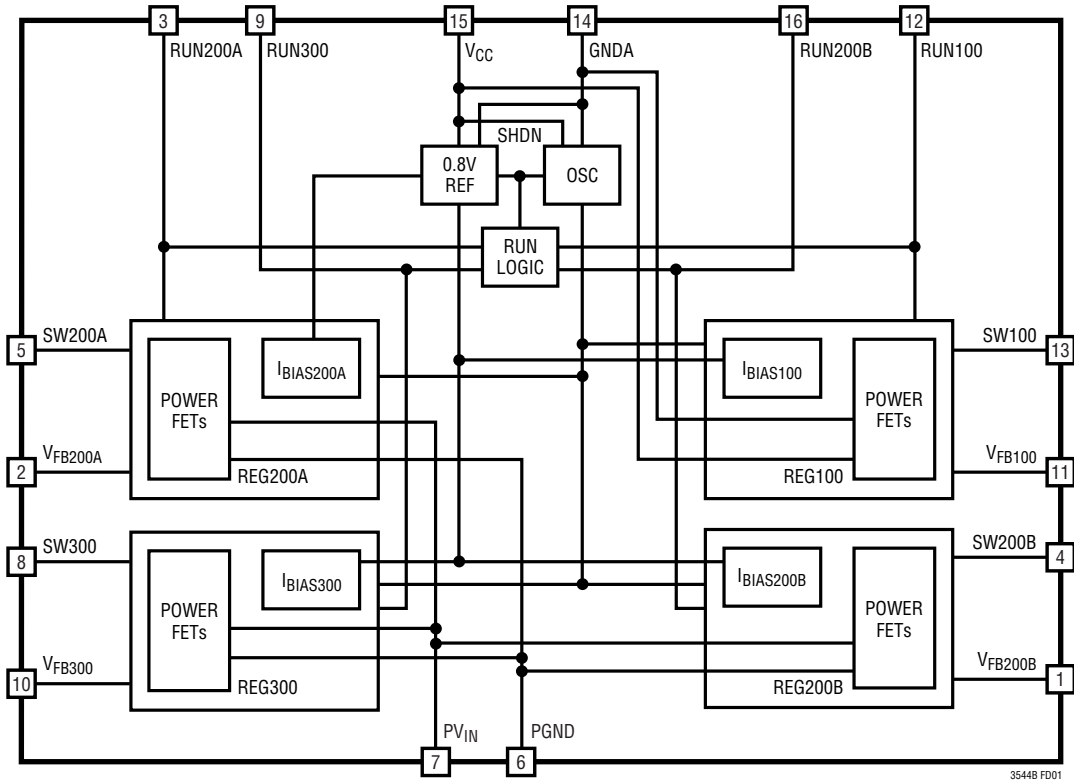 3
9
15
14
16
12
RUN200A
RUN300
VCC
GNDA
RUN200B
RUN100
SHDN
0.8V
REF
OSC
RUN
LOGIC
SW200A
5
IBIAS200A
POWER
FETs
VFB200A
2
REG200A
SW100
13
IBIAS100
POWER
FETs
VFB100
11
REG100
SW300
8
IBIAS300
POWER
FETs
VFB300
10
REG300
SW200B
4
IBIAS200B
POWER
FETs
VFB200B
1
REG200B
PVIN
PGND
7
6
3544B FD01